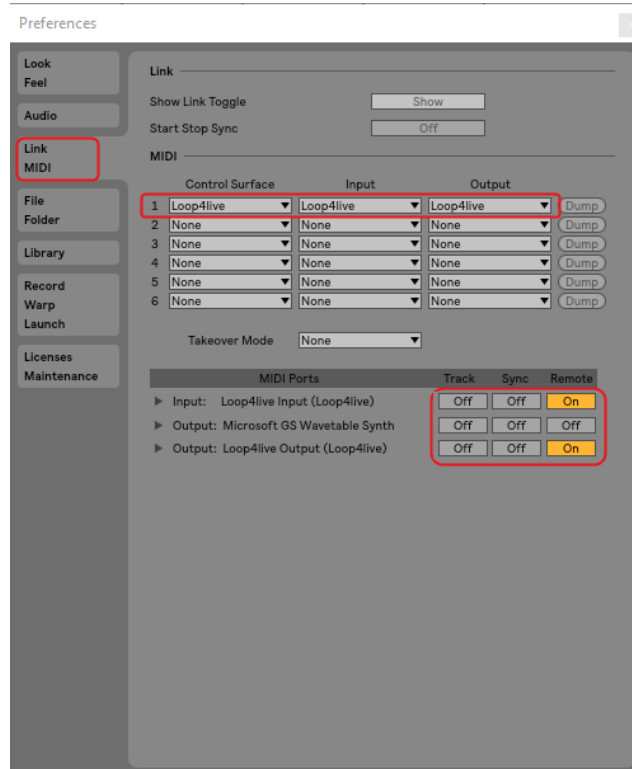 Preferences
Look
Feel
Audio
Link
MIDI
File
Folder
Library
Record
Warp
Launch
Licenses
Maintenance
Link
Show Link Toggle Show
Start Stop Sync Off
MIDI
Control Surface Input Output
1 Loop4live Loop4live Loop4live Dump
2 None None None Dump
3 None None None Dump
4 None None None Dump
5 None None None Dump
6 None None None Dump
Takeover Mode None
MIDI Ports Track Sync Remote
Input: Loop4live Input (Loop4live) Off Off On
Output: Microsoft GS Wavetable Synth Off Off Off
Output: Loop4live Output (Loop4live) Off Off On